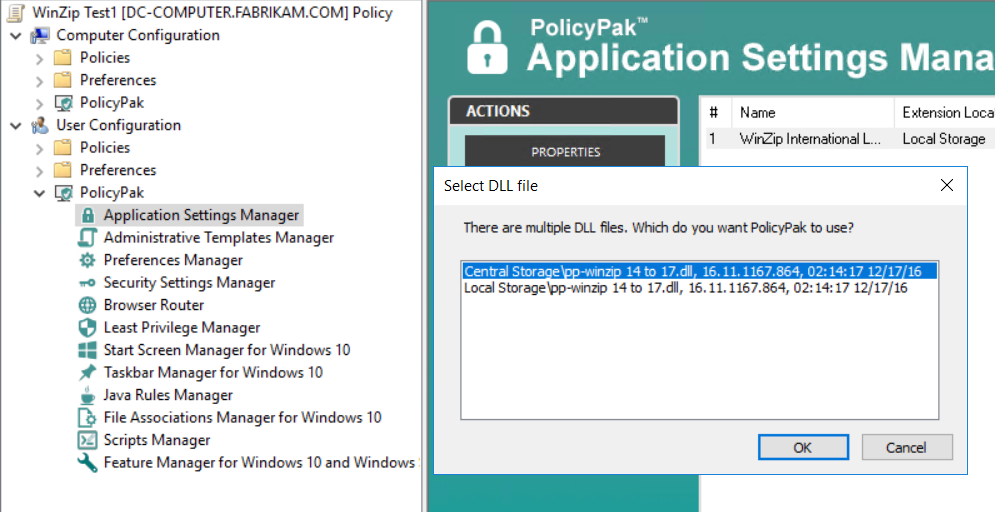 WinZip Test1 [DC-COMPUTER.FABRIKAM.COM] Policy
Computer Configuration
Policies
Preferences
PolicyPak
User Configuration
Policies
Preferences
PolicyPak
Application Settings Manager
Administrative Templates Manager
Preferences Manager
Security Settings Manager
Browser Router
Least Privilege Manager
Start Screen Manager for Windows 10
Taskbar Manager for Windows 10
Java Rules Manager
File Associations Manager for Windows 10
Scripts Manager
Feature Manager for Windows 10 and Windows
PolicyPak™
Application Settings Mana
ACTIONS
PROPERTIES
# Name Extension Loca
1 WinZip International L... Local Storage
Select DLL file
There are multiple DLL files. Which do you want PolicyPak to use?
Central Storage\pp-winzip 14 to 17.dll, 16.11.1167.864, 02:14:17 12/17/16
Local Storage\pp-winzip 14 to 17.dll, 16.11.1167.864, 02:14:17 12/17/16
OK Cancel